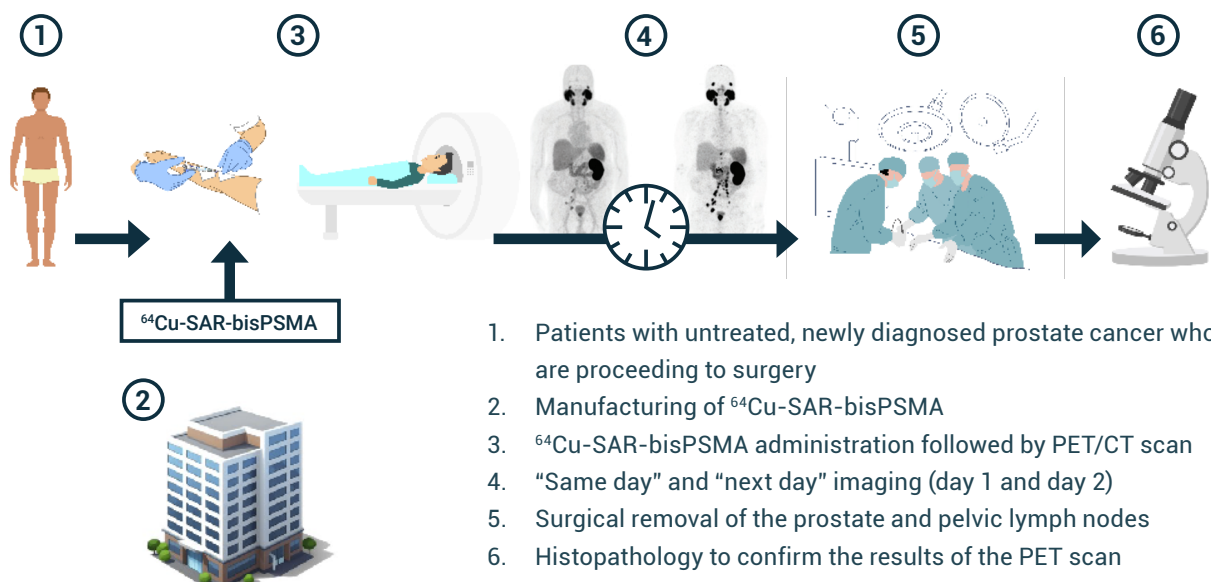 1
3
4
5
6
⁶⁴Cu-SAR-bisPSMA
2
1. Patients with untreated, newly diagnosed prostate cancer who
are proceeding to surgery
2. Manufacturing of ⁶⁴Cu-SAR-bisPSMA
3. ⁶⁴Cu-SAR-bisPSMA administration followed by PET/CT scan
4. “Same day” and “next day” imaging (day 1 and day 2)
5. Surgical removal of the prostate and pelvic lymph nodes
6. Histopathology to confirm the results of the PET scan